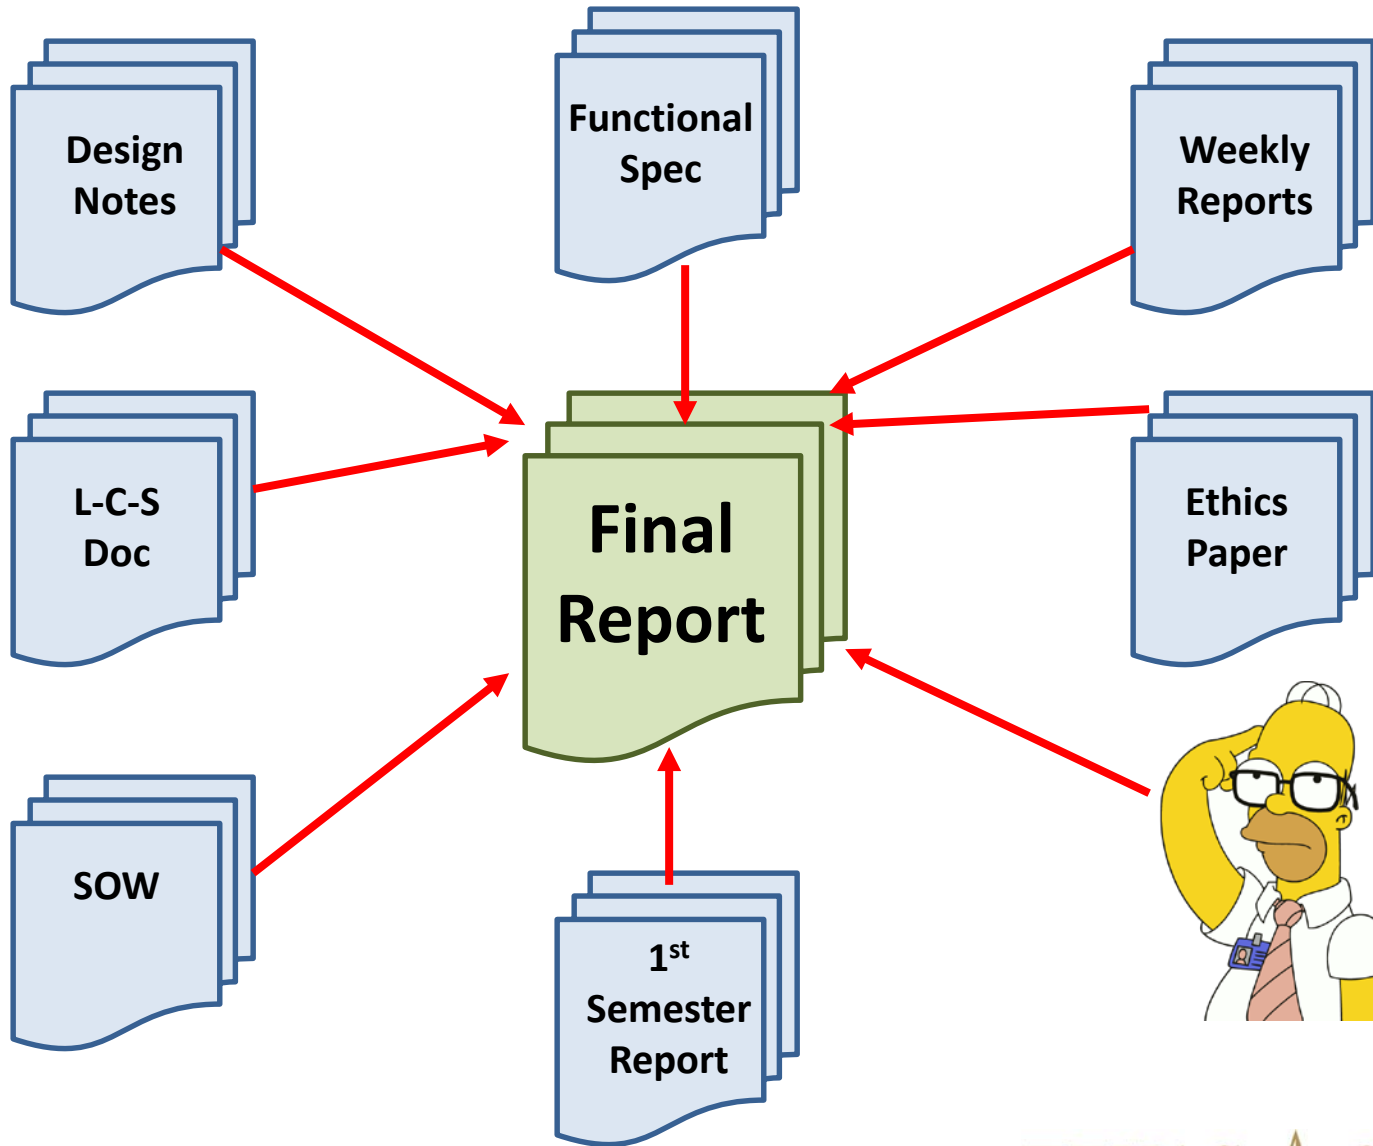 Design
Notes
Functional
Spec
Weekly
Reports
L-C-S
Doc
Final
Report
Ethics
Paper
SOW
1st
Semester
Report